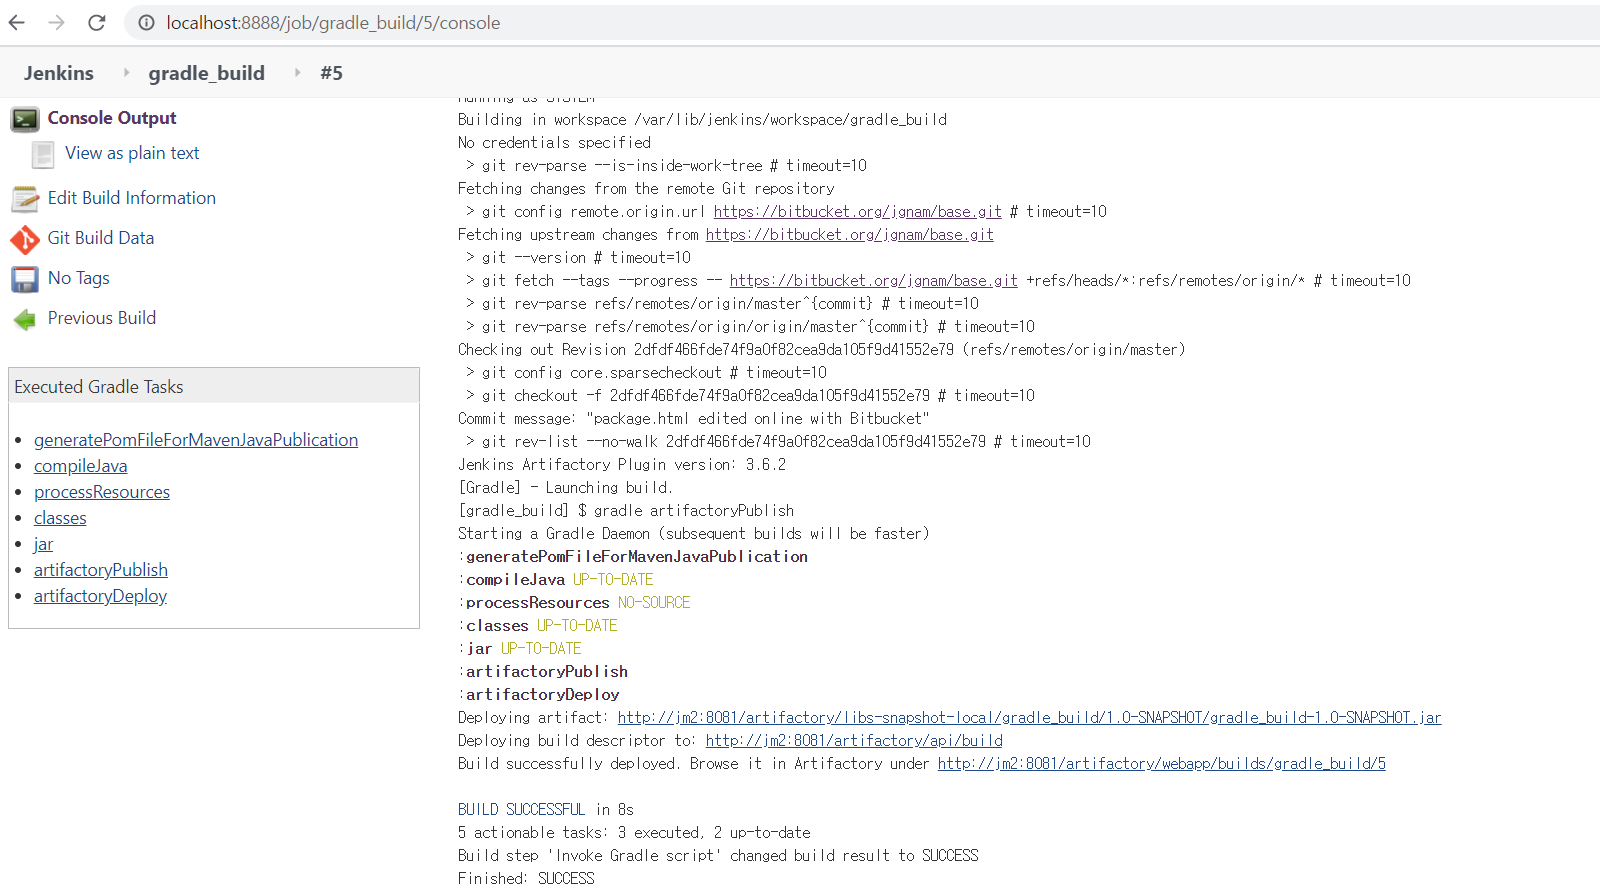 localhost:8888/job/gradle_build/5/console
Jenkins gradle_build #5
Console Output
View as plain text
Edit Build Information
Git Build Data
No Tags
Previous Build
Executed Gradle Tasks
generatePomFileForMavenJavaPublication
compileJava
processResources
classes
jar
artifactoryPublish
artifactoryDeploy
Running as SYSTEM
Building in workspace /var/lib/jenkins/workspace/gradle_build
No credentials specified
> git rev-parse --is-inside-work-tree # timeout=10
Fetching changes from the remote Git repository
> git config remote.origin.url https://bitbucket.org/jgnam/base.git # timeout=10
Fetching upstream changes from https://bitbucket.org/jgnam/base.git
> git --version # timeout=10
> git fetch --tags --progress -- https://bitbucket.org/jgnam/base.git +refs/heads/*:refs/remotes/origin/* # timeout=10
> git rev-parse refs/remotes/origin/master^{commit} # timeout=10
> git rev-parse refs/remotes/origin/origin/master^{commit} # timeout=10
Checking out Revision 2dfdf466fde74f9a0f82cea9da105f9d41552e79 (refs/remotes/origin/master)
> git config core.sparsecheckout # timeout=10
> git checkout -f 2dfdf466fde74f9a0f82cea9da105f9d41552e79 # timeout=10
Commit message: "package.html edited online with Bitbucket"
> git rev-list --no-walk 2dfdf466fde74f9a0f82cea9da105f9d41552e79 # timeout=10
Jenkins Artifactory Plugin version: 3.6.2
[Gradle] - Launching build.
[gradle_build] $ gradle artifactoryPublish
Starting a Gradle Daemon (subsequent builds will be faster)
:generatePomFileForMavenJavaPublication
:compileJava UP-TO-DATE
:processResources NO-SOURCE
:classes UP-TO-DATE
:jar UP-TO-DATE
:artifactoryPublish
:artifactoryDeploy
Deploying artifact: http://jm2:8081/artifactory/libs-snapshot-local/gradle_build/1.0-SNAPSHOT/gradle_build-1.0-SNAPSHOT.jar
Deploying build descriptor to: http://jm2:8081/artifactory/api/build
Build successfully deployed. Browse it in Artifactory under http://jm2:8081/artifactory/webapp/builds/gradle_build/5
BUILD SUCCESSFUL in 8s
5 actionable tasks: 3 executed, 2 up-to-date
Build step 'Invoke Gradle script' changed build result to SUCCESS
Finished: SUCCESS